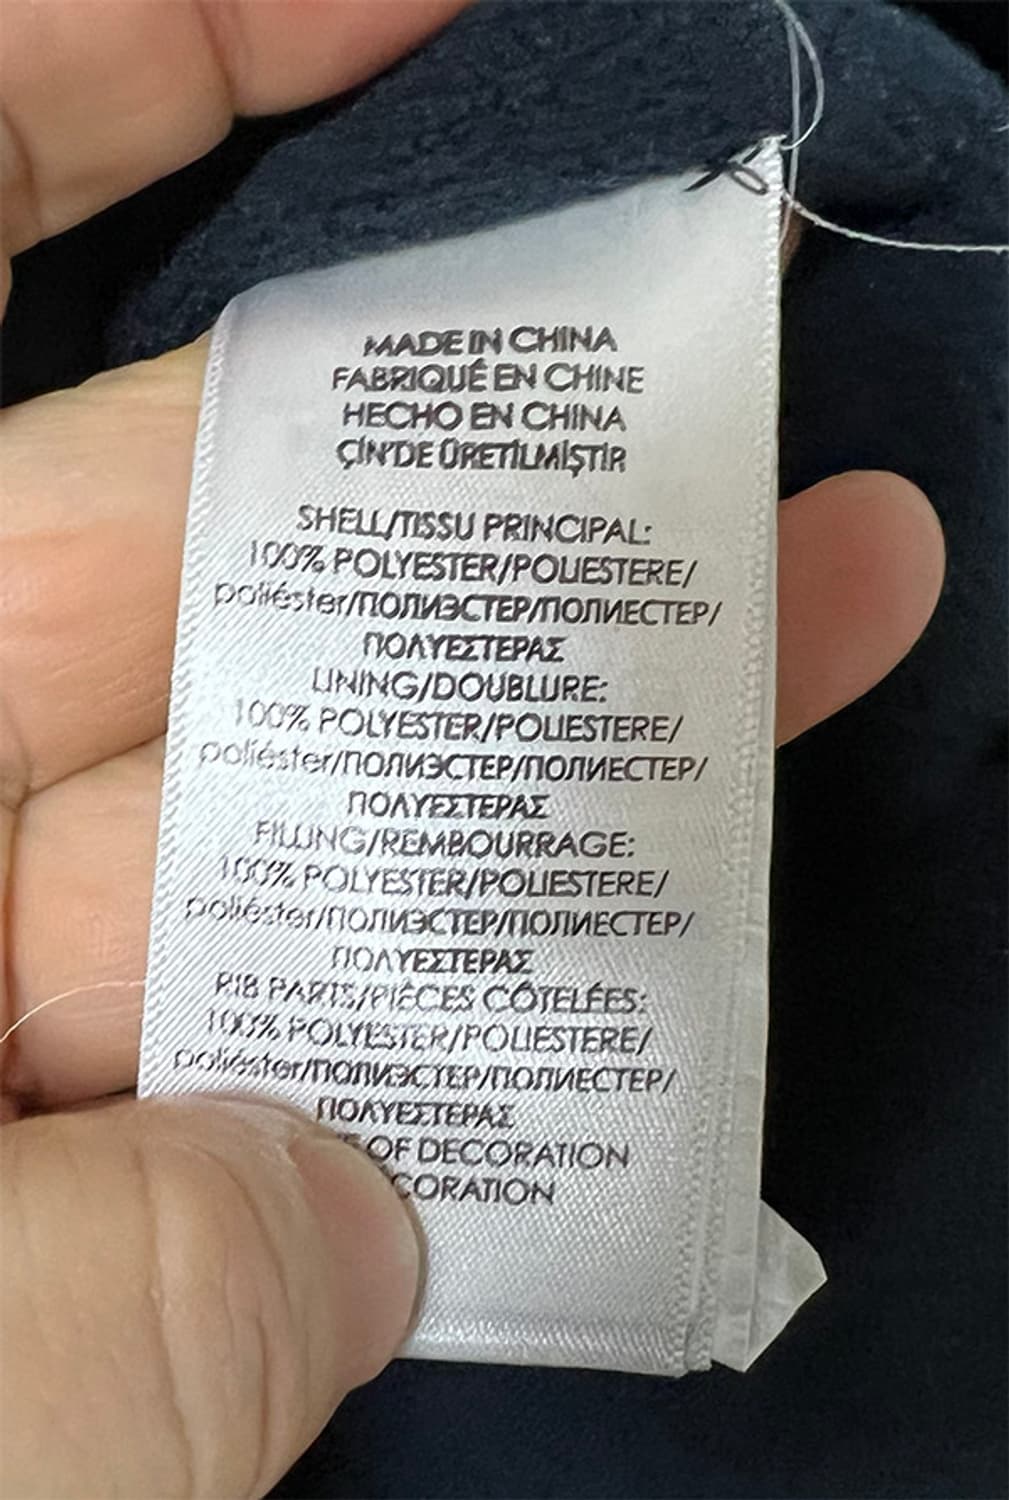 MADE IN CHINA
FABRIQUÉ EN CHINE
HECHO EN CHINA
ÇİN'DE ÜRETİLMİŞTİR
SHELL/TISSU PRINCIPAL:
100% POLYESTER/POLIESTERE/
poliéster/ПОЛИЭСТЕР/ПОЛИЕСТЕР/
ΠΟΛΥΕΣΤΕΡΑΣ
LINING/DOUBLURE:
100% POLYESTER/POLIESTERE/
poliéster/ПОЛИЭСТЕР/ПОЛИЕСТЕР/
ΠΟΛΥΕΣΤΕΡΑΣ
FILLING/REMBOURRAGE:
100% POLYESTER/POLIESTERE/
poliéster/ПОЛИЭСТЕР/ПОЛИЕСТЕР/
ΠΟΛΥΕΣΤΕΡΑΣ
RIB PARTS/PIÈCES CÔTELÉES:
100% POLYESTER/POLIESTERE/
poliéster/ПОЛИЭСТЕР/ПОЛИЕСТЕР/
ΠΟΛΥΕΣΤΕΡΑΣ
OF DECORATION
CORATION